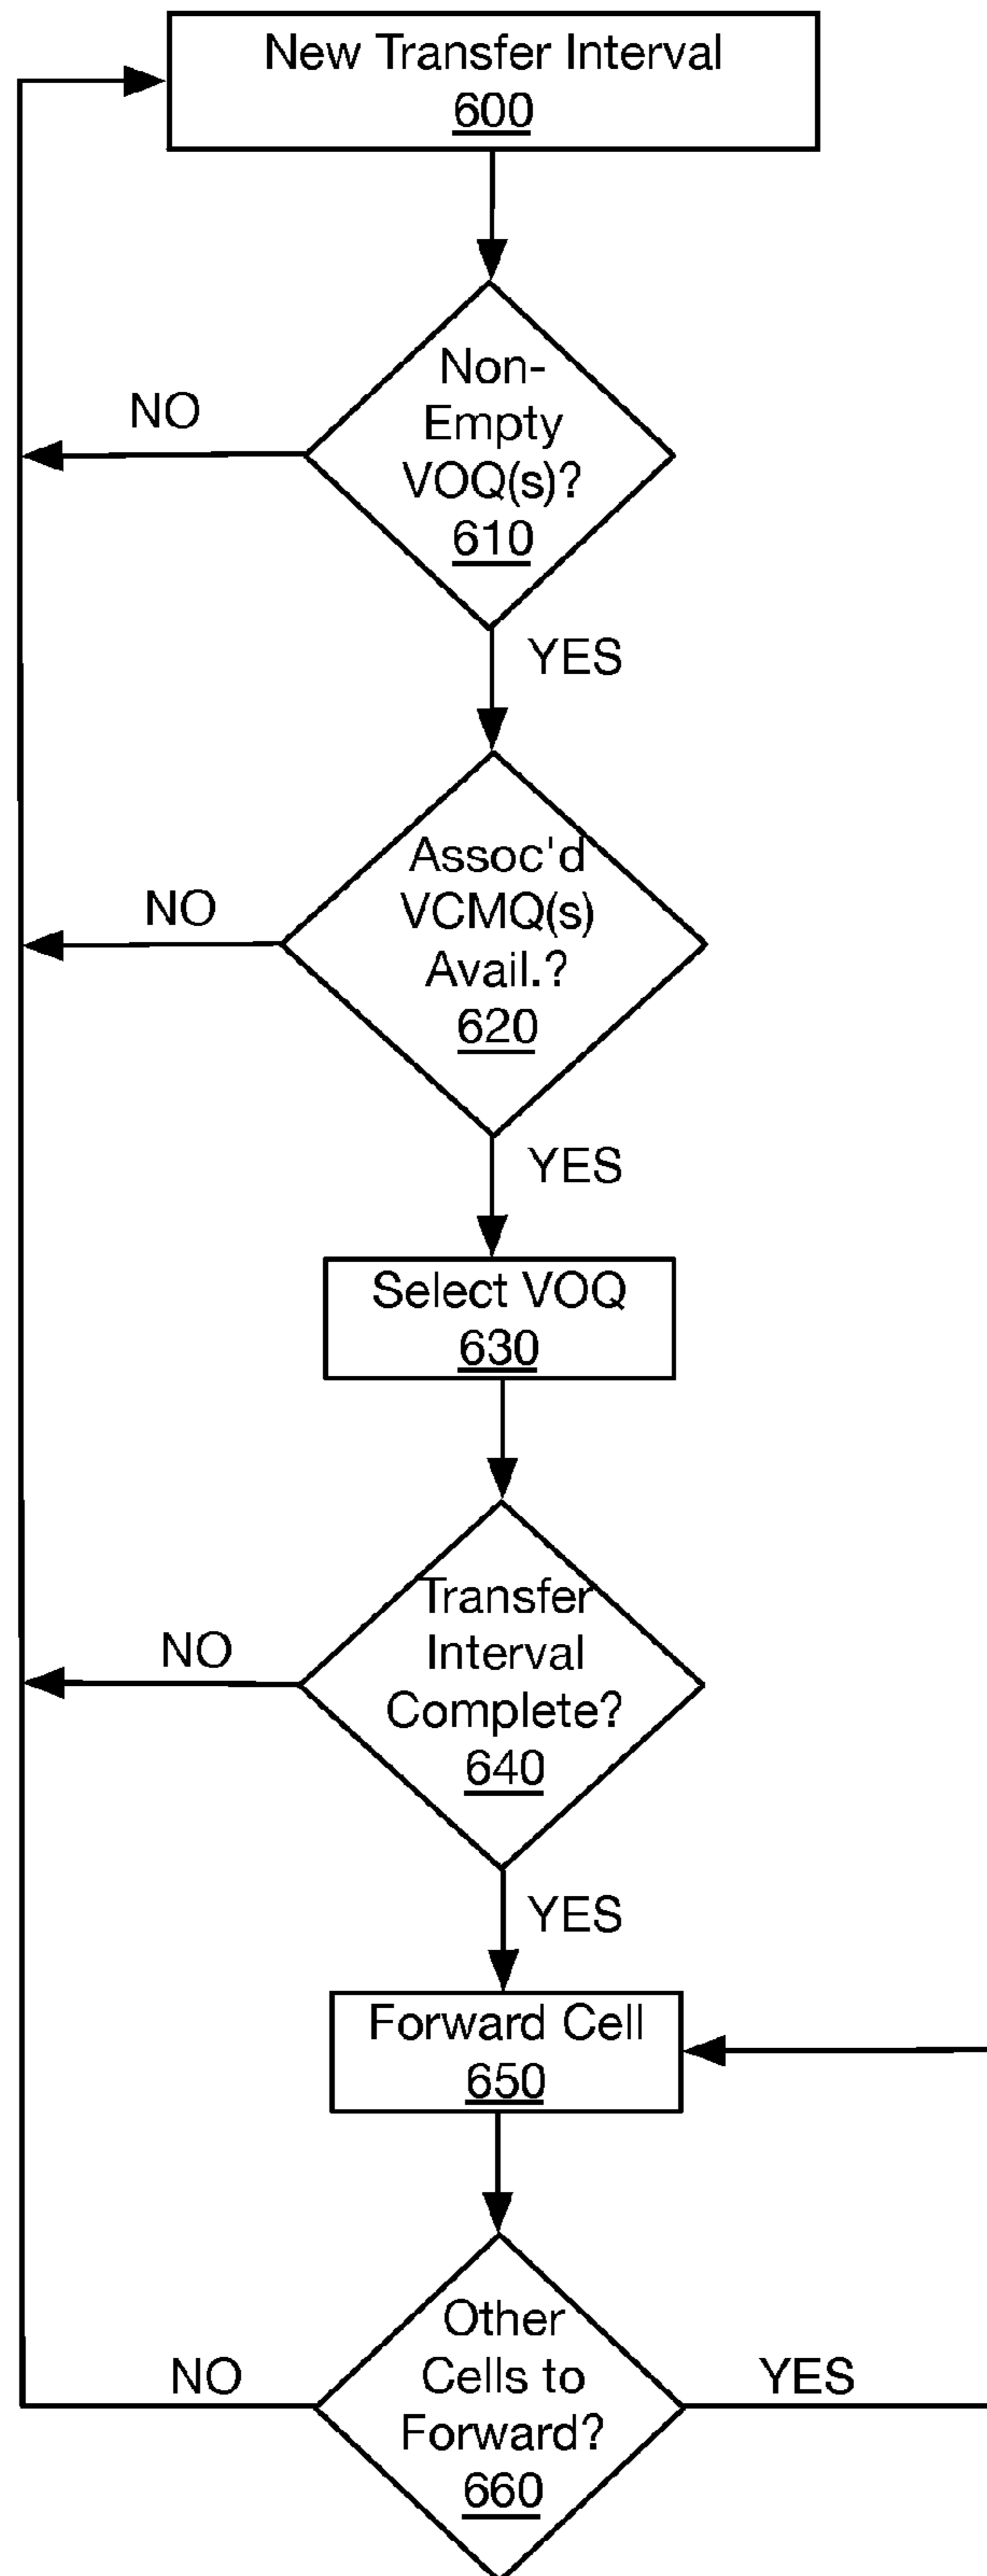 New Transfer Interval
600
Non-
Empty
VOQ(s)?
610
NO
YES
Assoc'd
VCMQ(s)
Avail.?
620
NO
YES
Select VOQ
630
Transfer
Interval
Complete?
640
NO
YES
Forward Cell
650
Other
Cells to
Forward?
660
NO
YES